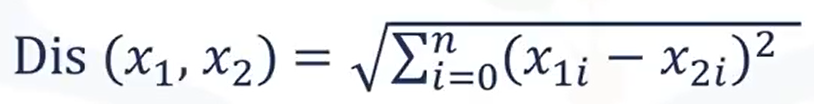 Dis (x₁, x₂) = √∑ⁿᵢ₌₀(x₁ᵢ − x₂ᵢ)²